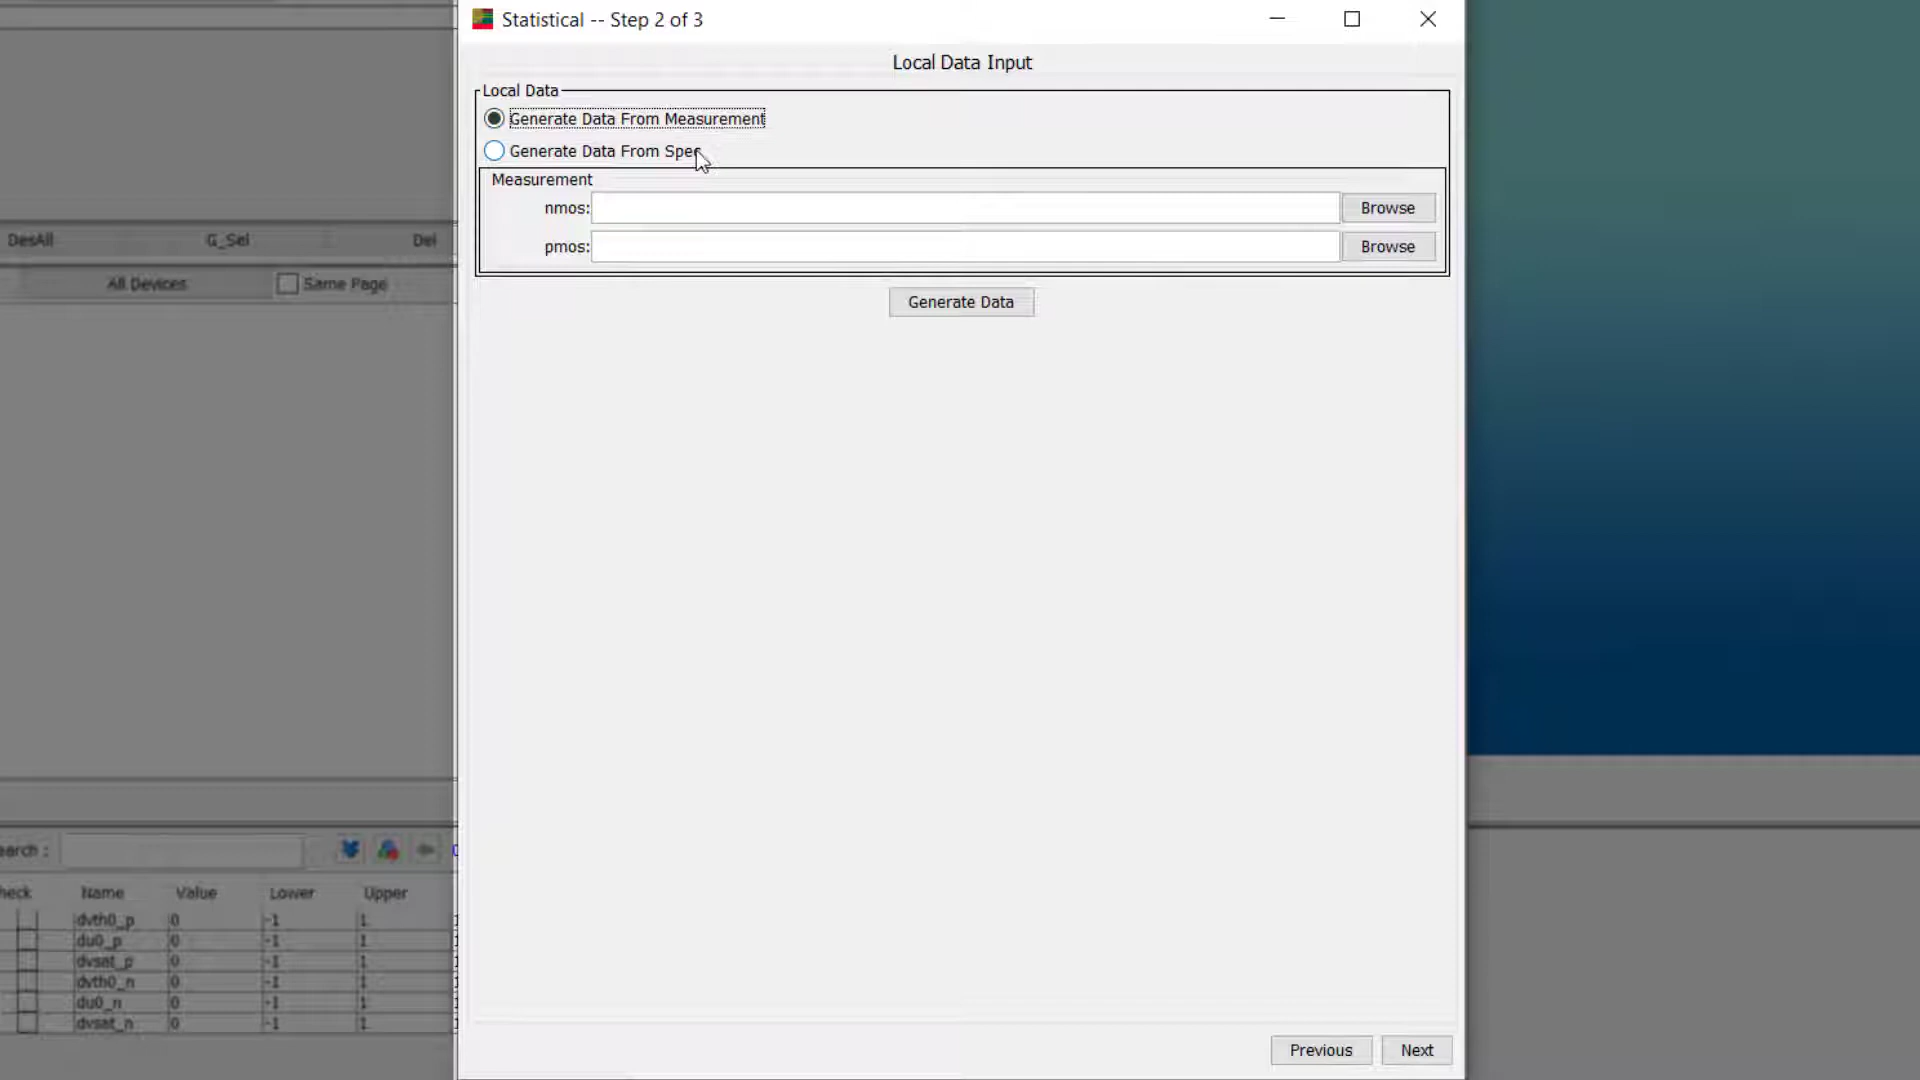 Statistical -- Step 2 of 3
Local Data Input
Local Data
Generate Data From Measurement
Generate Data From Spec
Measurement
nmos: Browse
pmos: Browse
Generate Data
DesAll G_Sel Del
All Devices Same Page
earch :
heck Name Value Lower Upper
dvth0_p 0 -1 1
du0_p 0 -1 1
dvsat_p 0 -1 1
dvth0_n 0 -1 1
du0_n 0 -1 1
dvsat_n 0 -1 1
Previous Next